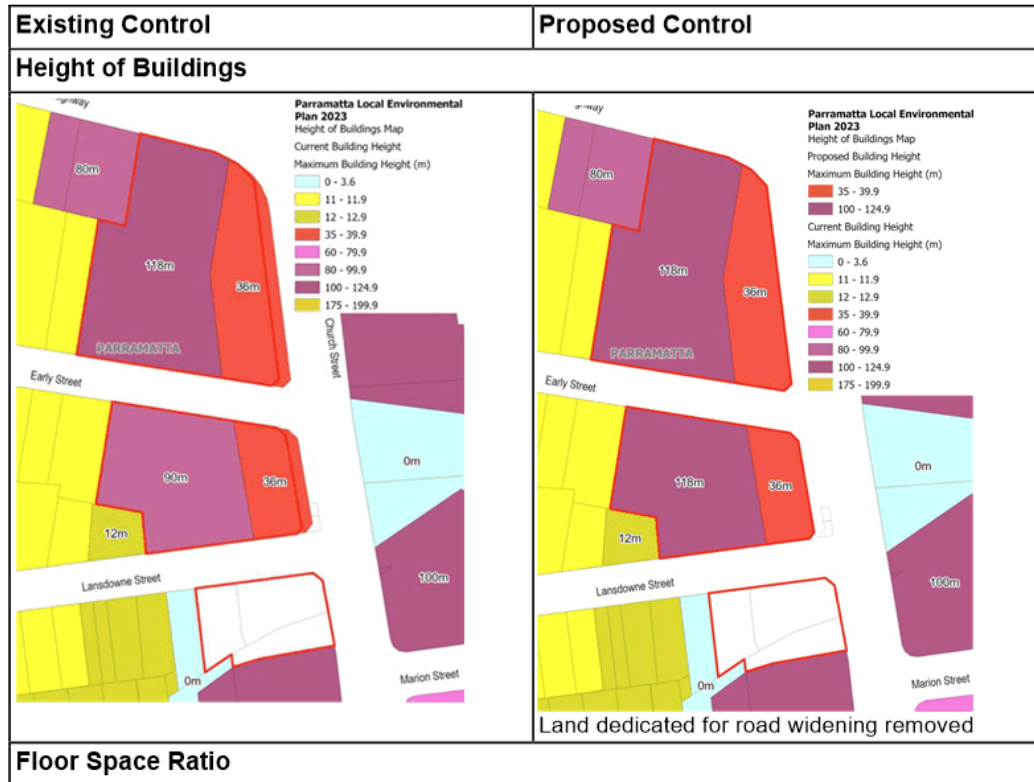 Existing Control
Proposed Control
Height of Buildings
Parramatta Local Environmental
Plan 2023
Height of Buildings Map
Current Building Height
Maximum Building Height (m)
0 - 3.6
11 - 11.9
12 - 12.9
35 - 39.9
60 - 79.9
80 - 99.9
100 - 124.9
175 - 199.9
80m
118m
36m
PARRAMATTA
Church Street
Early Street
90m
36m
0m
12m
100m
Lansdowne Street
0m
Marion Street
Parramatta Local Environmental
Plan 2023
Height of Buildings Map
Proposed Building Height
Maximum Building Height (m)
35 - 39.9
100 - 124.9
Current Building Height
Maximum Building Height (m)
0 - 3.6
11 - 11.9
12 - 12.9
35 - 39.9
60 - 79.9
80 - 99.9
100 - 124.9
175 - 199.9
80m
118m
36m
PARRAMATTA
Early Street
118m
36m
0m
12m
100m
Lansdowne Street
0m
Marion Street
Land dedicated for road widening removed
Floor Space Ratio